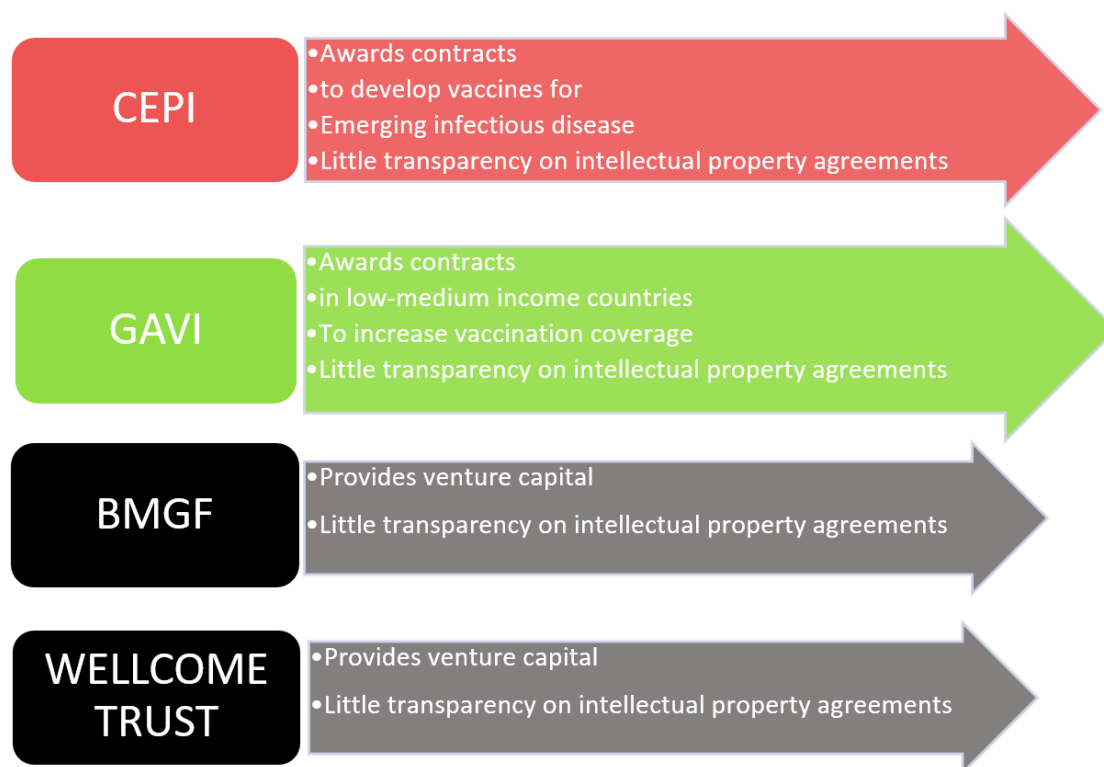 CEPI
•Awards contracts
•to develop vaccines for
•Emerging infectious disease
•Little transparency on intellectual property agreements
GAVI
•Awards contracts
•in low-medium income countries
•To increase vaccination coverage
•Little transparency on intellectual property agreements
BMGF
•Provides venture capital
•Little transparency on intellectual property agreements
WELLCOME
TRUST
•Provides venture capital
•Little transparency on intellectual property agreements